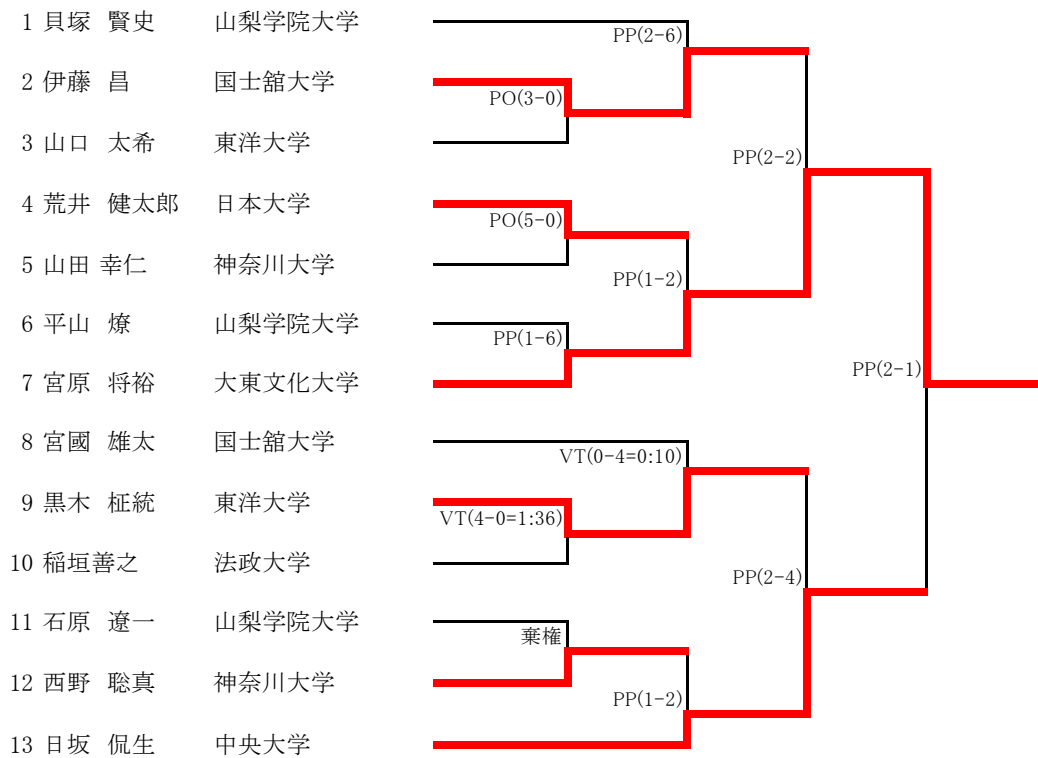 1 貝塚 賢史 山梨学院大学
PP(2-6)
2 伊藤 昌 国士舘大学
PO(3-0)
3 山口 太希 東洋大学
PP(2-2)
4 荒井 健太郎 日本大学
PO(5-0)
5 山田 幸仁 神奈川大学
PP(1-2)
6 平山 燎 山梨学院大学
PP(1-6)
PP(2-1)
7 宮原 将裕 大東文化大学
8 宮國 雄太 国士舘大学
VT(0-4=0:10)
9 黒木 柾統 東洋大学
VT(4-0=1:36)
10 稲垣善之 法政大学
PP(2-4)
11 石原 遼一 山梨学院大学
棄権
12 西野 聡真 神奈川大学
PP(1-2)
13 日坂 侃生 中央大学